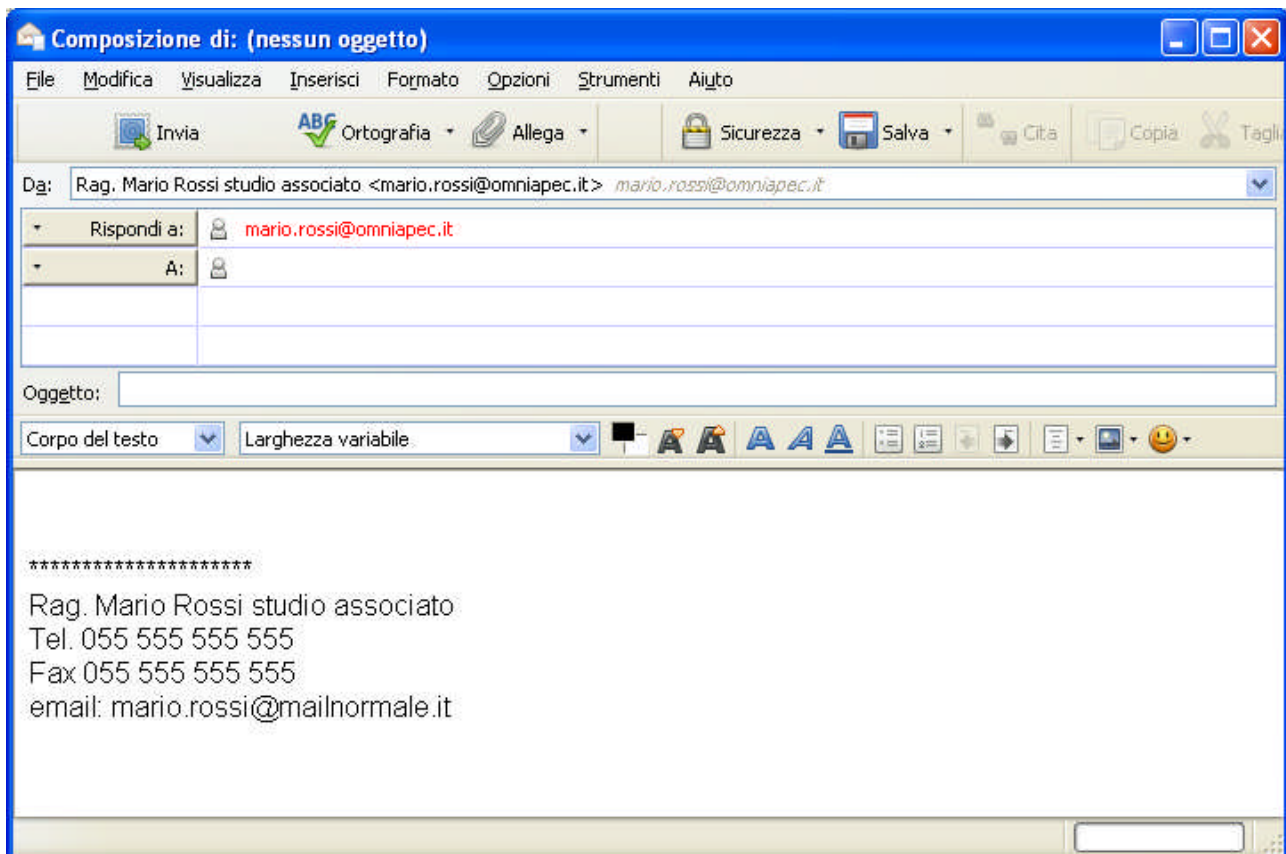 Composizione di: (nessun oggetto)
File Modifica Visualizza Inserisci Formato Opzioni Strumenti Aiuto
Invia ABC Ortografia Allega Sicurezza Salva Cita Copia Tagli
Da: Rag. Mario Rossi studio associato <mario.rossi@omniapec.it> mario.rossi@omniapec.it
Rispondi a: mario.rossi@omniapec.it
A:
Oggetto:
Corpo del testo Larghezza variabile A A A A A
*********************
Rag. Mario Rossi studio associato
Tel. 055 555 555 555
Fax 055 555 555 555
email: mario.rossi@mailnormale.it